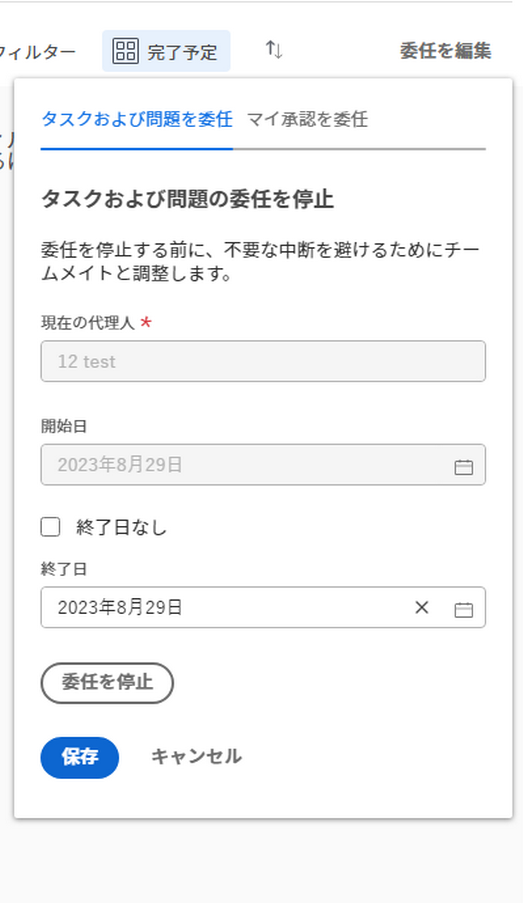 フィルター 完了予定 委任を編集
タスクおよび問題を委任 マイ承認を委任
タスクおよび問題の委任を停止
委任を停止する前に、不要な中断を避けるためにチー
ムメイトと調整します。
現在の代理人 *
12 test
開始日
2023年8月29日
終了日なし
終了日
2023年8月29日
委任を停止
保存 キャンセル